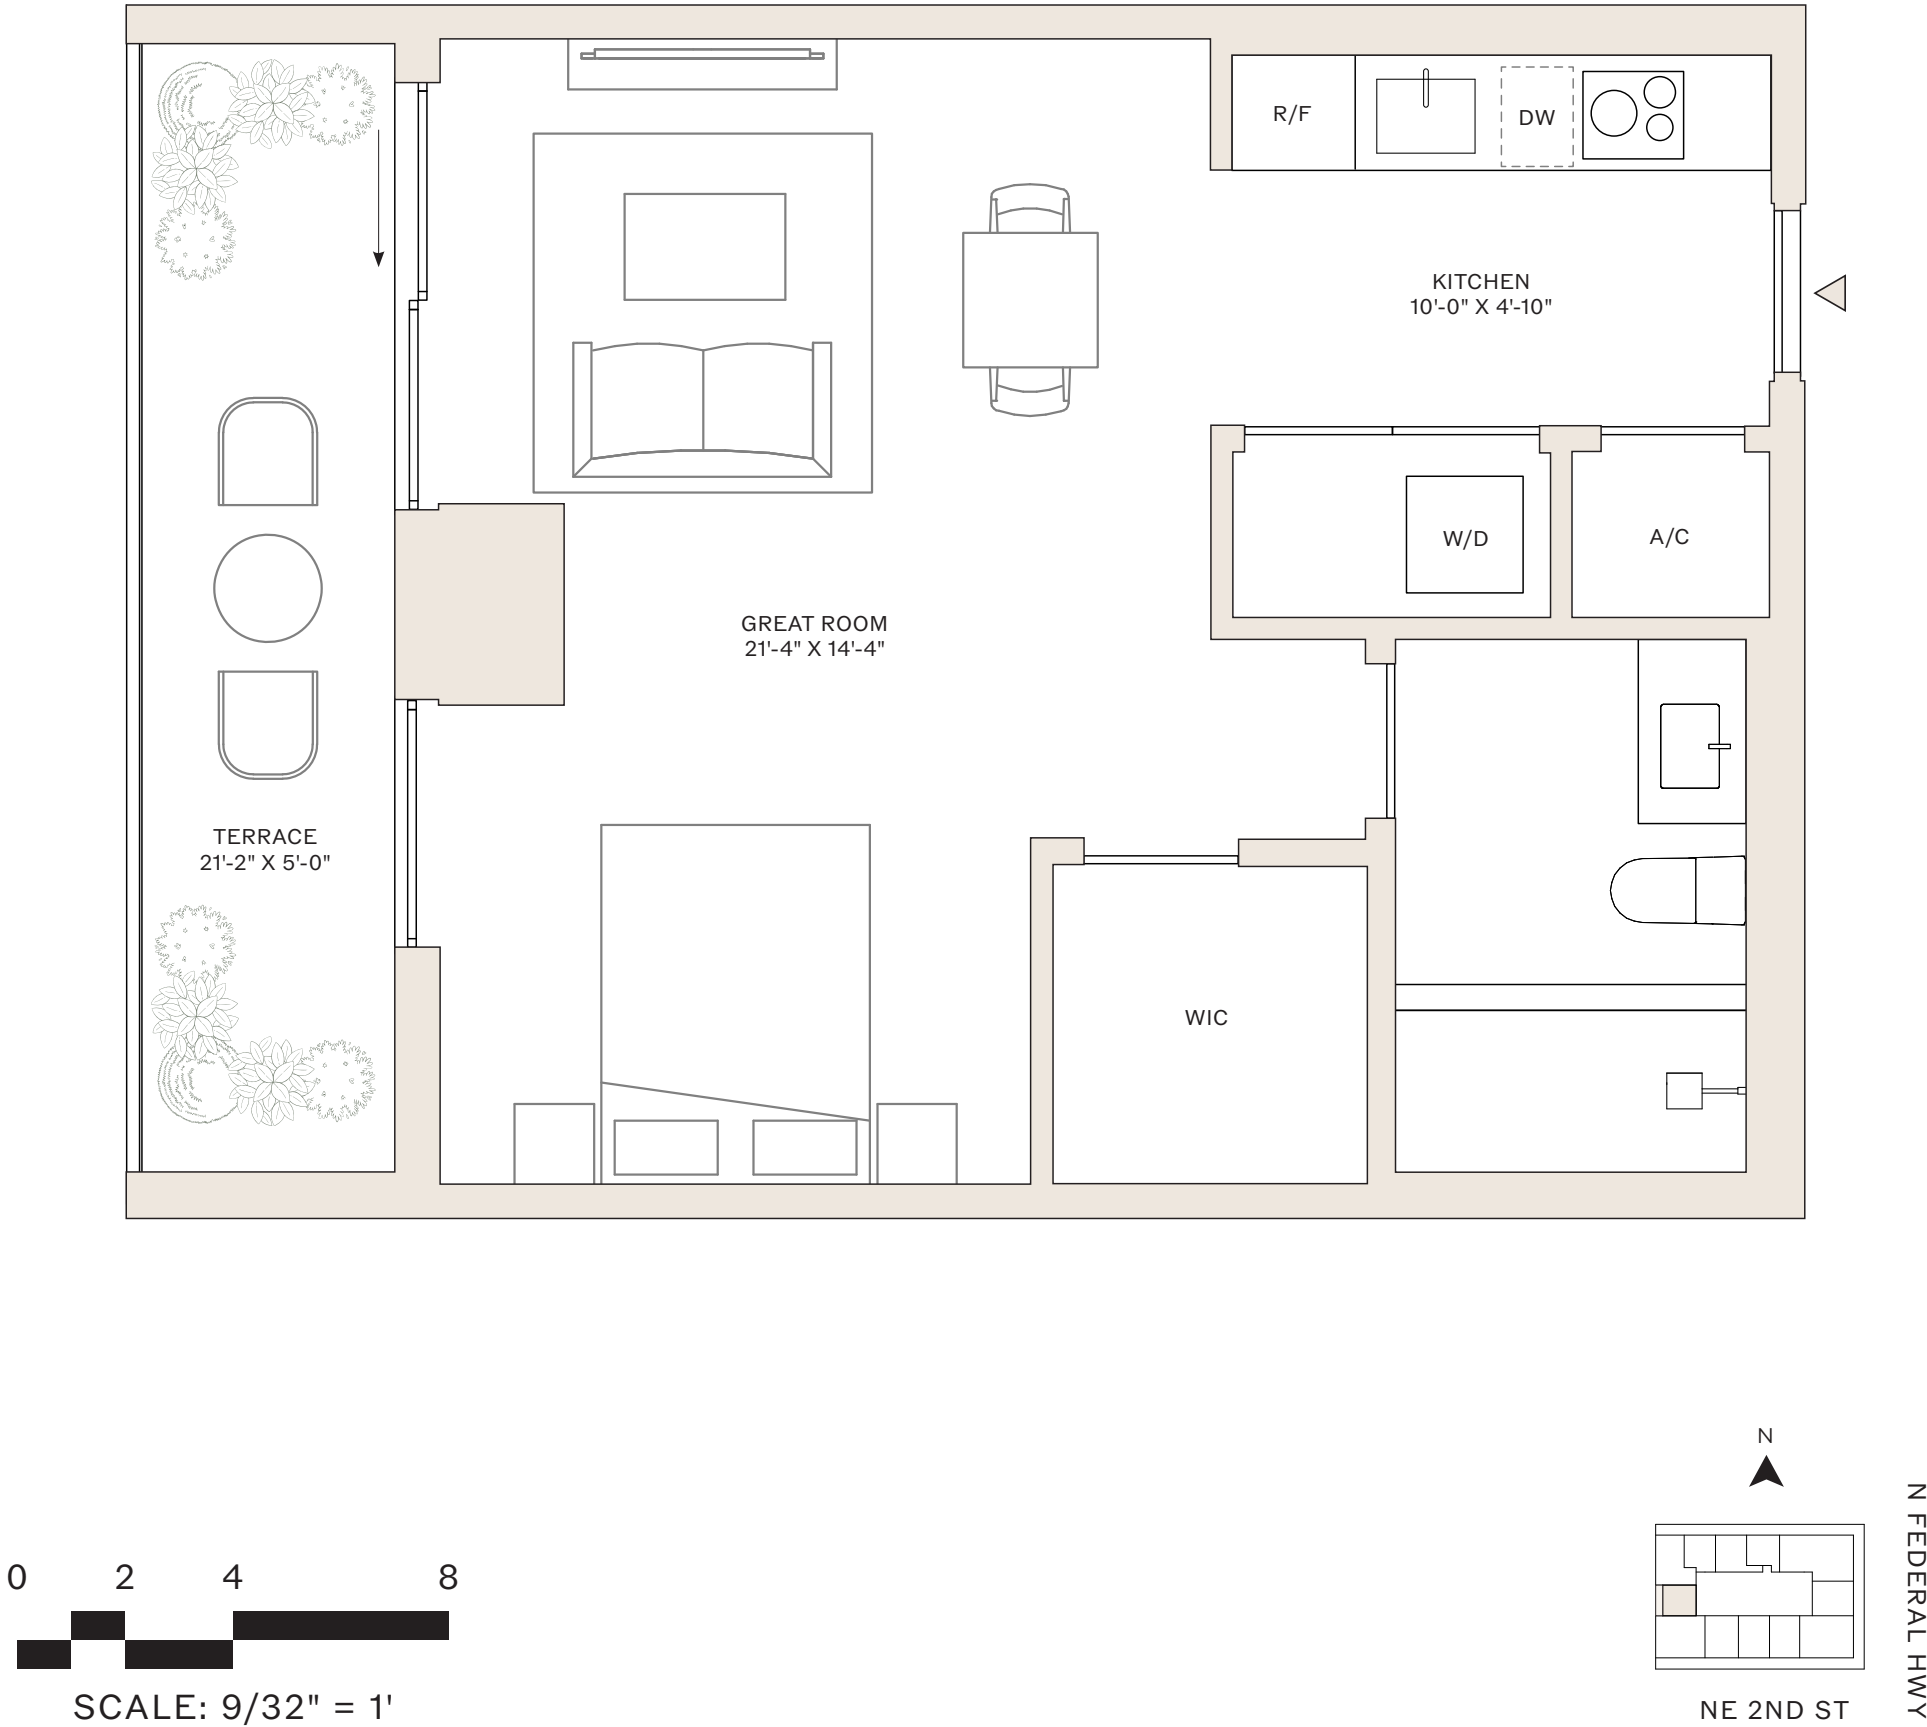 R/F
DW
KITCHEN
10'-0" X 4'-10"
W/D
A/C
GREAT ROOM
21'-4" X 14'-4"
TERRACE
21'-2" X 5'-0"
WIC
N
0 2 4 8
SCALE: 9/32" = 1'
N FEDERAL HWY
NE 2ND ST